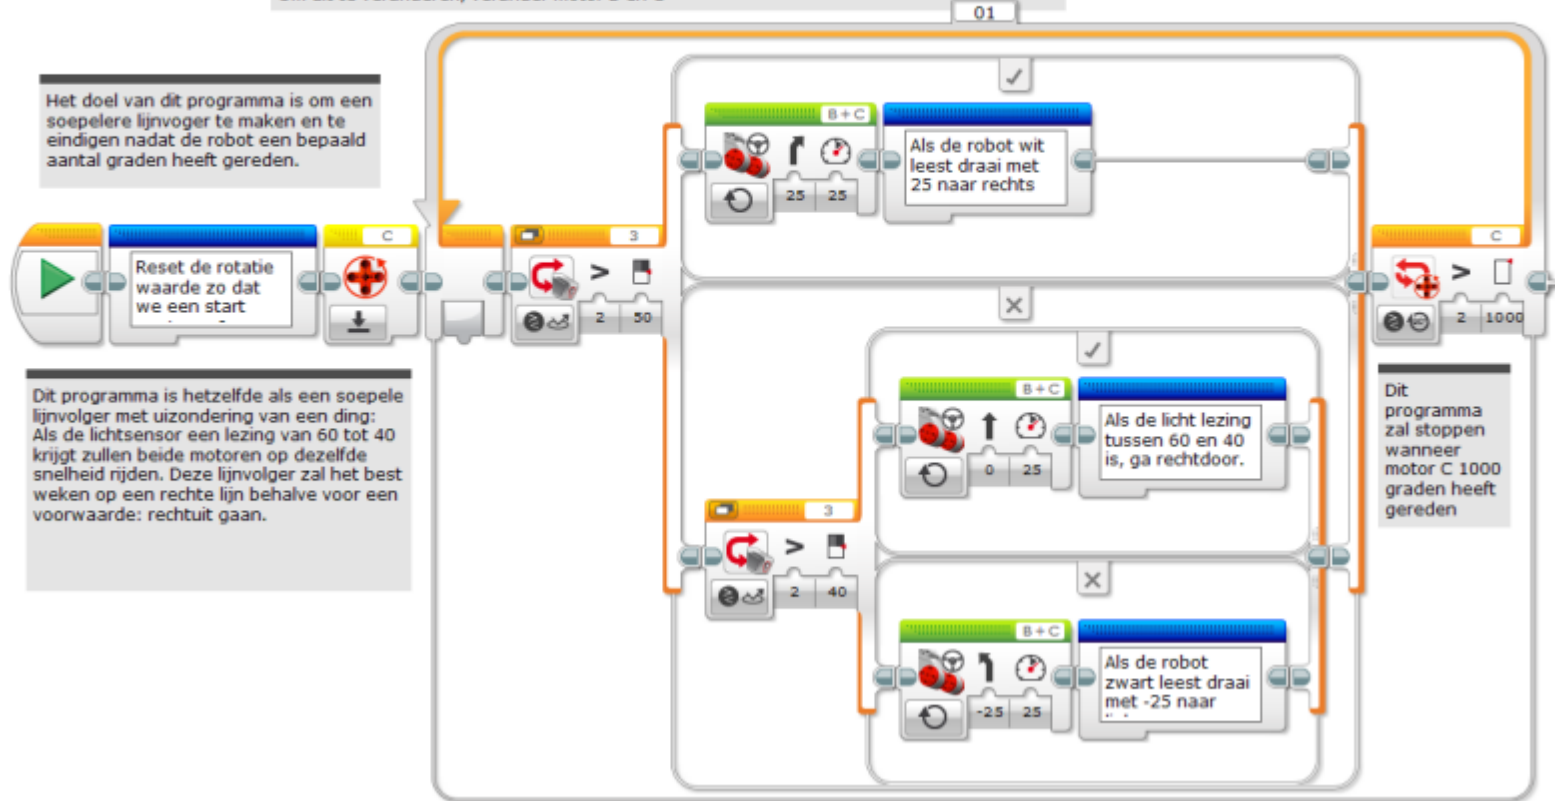 01
Het doel van dit programma is om een
soepelere lijnvoger te maken en te
eindigen nadat de robot een bepaald
aantal graden heeft gereden.
B+C
25 25
Als de robot wit
leest draai met
25 naar rechts
C
Reset de rotatie
waarde zo dat
we een start
3
2 50
C
2 1000
Dit programma is hetzelfde als een soepele
lijnvolger met uizondering van een ding:
Als de lichtsensor een lezing van 60 tot 40
krijgt zullen beide motoren op dezelfde
snelheid rijden. Deze lijnvolger zal het best
weken op een rechte lijn behalve voor een
voorwaarde: rechtuit gaan.
B+C
0 25
Als de licht lezing
tussen 60 en 40
is, ga rechtdoor.
Dit
programma
zal stoppen
wanneer
motor C 1000
graden heeft
gereden
3
2 40
B+C
-25 25
Als de robot
zwart leest draai
met -25 naar